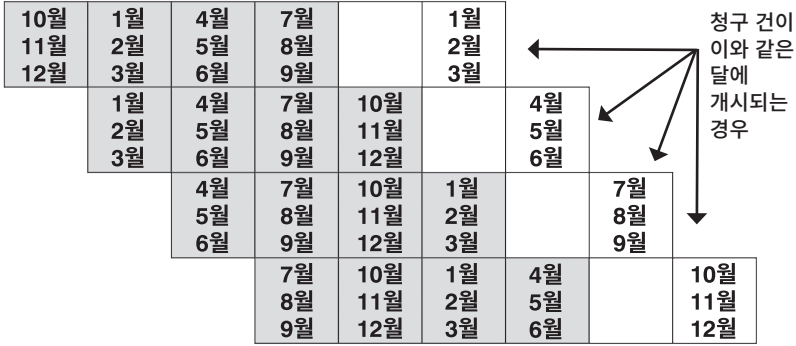 10월 1월 4월 7월 1월
11월 2월 5월 8월 2월
12월 3월 6월 9월 3월
1월 4월 7월 10월 4월
2월 5월 8월 11월 5월
3월 6월 9월 12월 6월
4월 7월 10월 1월 7월
5월 8월 11월 2월 8월
6월 9월 12월 3월 9월
7월 10월 1월 4월 10월
8월 11월 2월 5월 11월
9월 12월 3월 6월 12월
청구 건이
이와 같은
달에
개시되는
경우